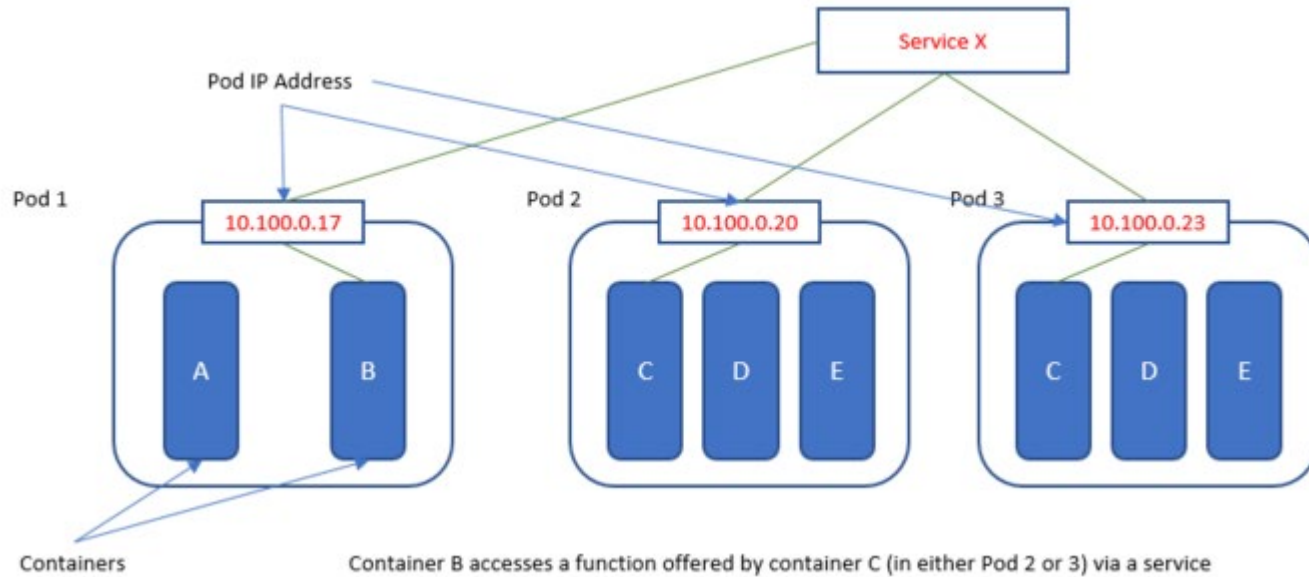 Service X
Pod IP Address
Pod 1
Pod 2
Pod 3
10.100.0.17
10.100.0.20
10.100.0.23
A
B
C
D
E
C
D
E
Containers
Container B accesses a function offered by container C (in either Pod 2 or 3) via a service